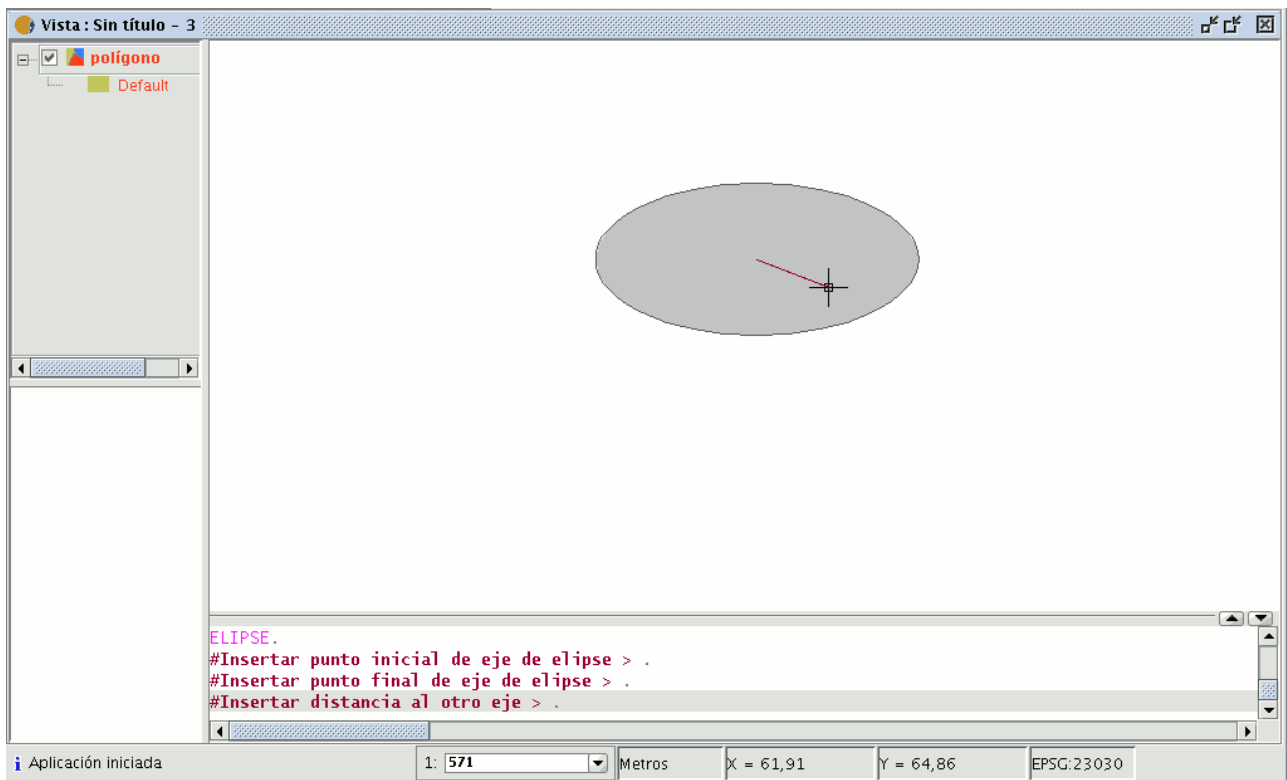 Vista : Sin título - 3
polígono
Default
ELIPSE.
#Insertar punto inicial de eje de elipse > .
#Insertar punto final de eje de elipse > .
#Insertar distancia al otro eje > .
i Aplicación iniciada
1: 571
Metros
X = 61,91
Y = 64,86
EPSG:23030